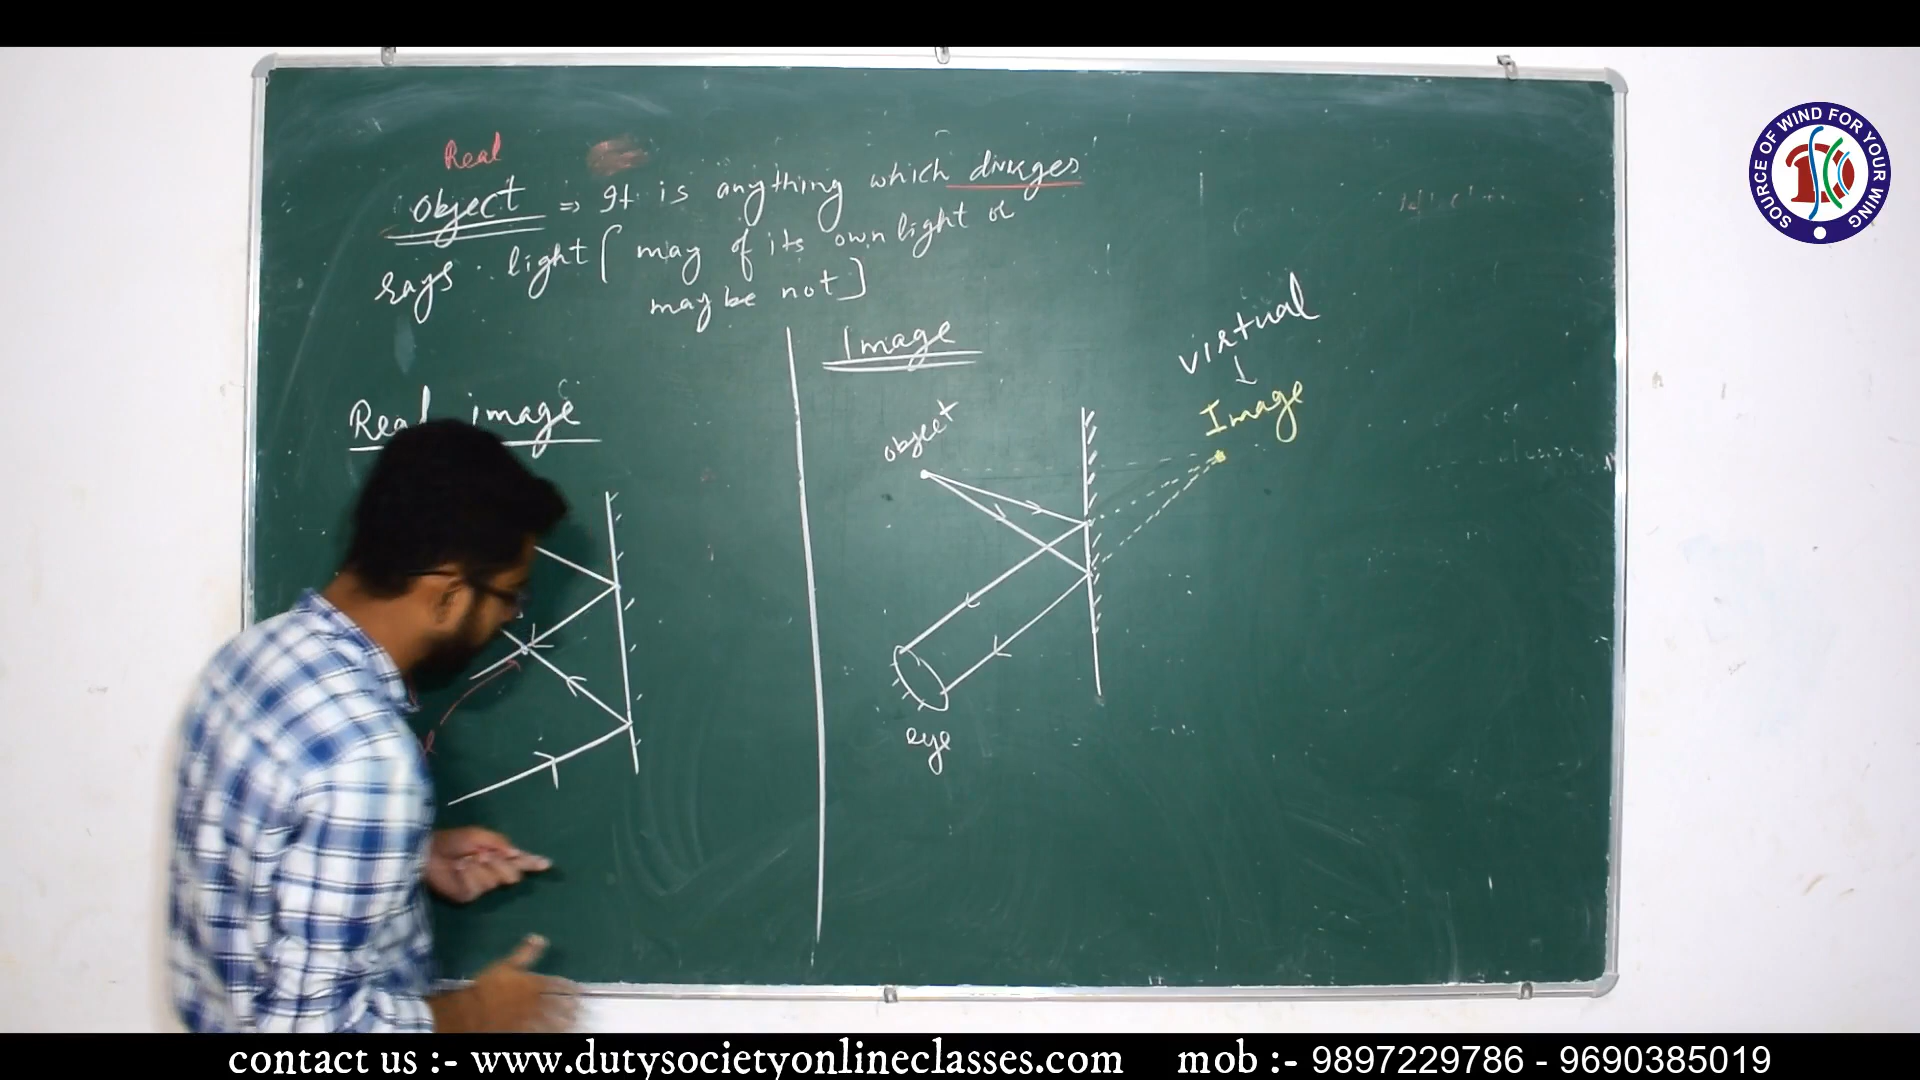 Real
object => It is anything which diverges
rays. light [ may of its own light or
may be not ]
Image
virtual
Image
Real image
object
eye
SOURCE OF WIND FOR YOUR WING
contact us :- www.dutysocietyonlineclasses.com mob :- 9897229786 - 9690385019